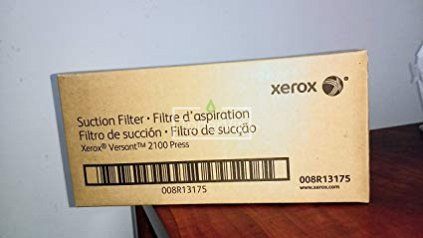 xerox
Suction Filter • Filtre d'aspiration
Filtro de succión • Filtro de sucção
Xerox® Versant™ 2100 Press
008R13175
008R13175
www.xerox.com